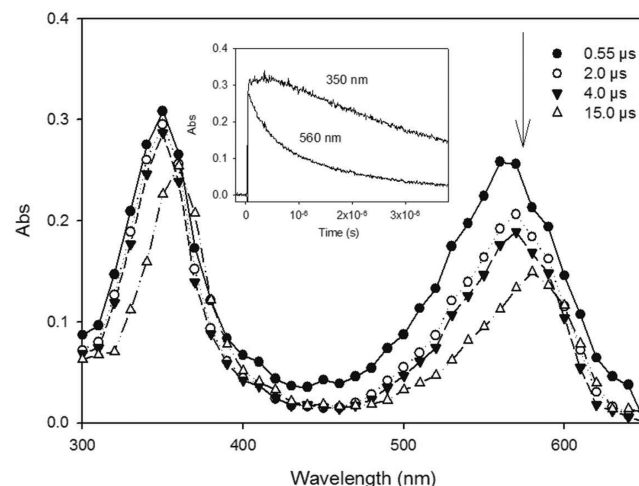 0.4
0.3
0.2
0.1
0.0
Abs
300
400
500
600
Wavelength (nm)
0.55 µs
2.0 µs
4.0 µs
15.0 µs
0.4
0.3
0.2
0.1
0.0
Abs
350 nm
560 nm
0
10⁻⁶
2x10⁻⁶
3x10⁻⁶
Time (s)